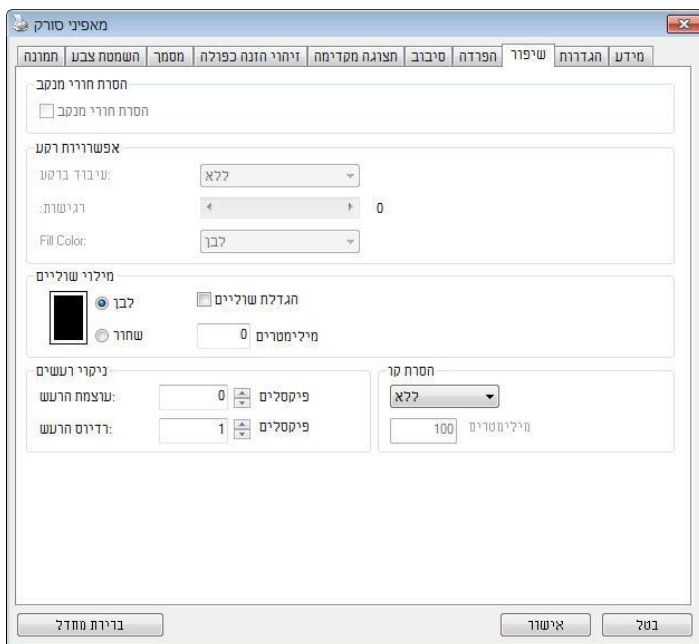 מאפיני סורק
תמונה השמטת צבע מסמך זיהוי הזנה כפולה תצוגה מקדימה סיבוב הפרדה שיפור הגדרות מידע
הסרת חורי מנקב
הסרת חורי מנקב
אפשרויות רקע
עיבוד ברקע: ללא
רגישות: 0
Fill Color: לבן
מילוי שוליים
לבן הגדלת שוליים
שחור 0 מילימטרים
ניקוי רעשים
עוצמת הרעש: 0 פיקסלים
רדיוס הרעש: 1 פיקסלים
הסרת קו
ללא
100 מילימטרים
ברירת מחדל אישור בטל